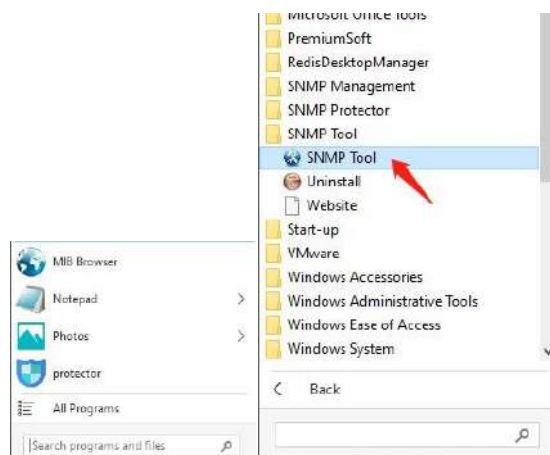 MIB Browser
Notepad
Photos
protector
All Programs
Search programs and files
Microsoft Office Tools
PremiumSoft
RedisDesktopManager
SNMP Management
SNMP Protector
SNMP Tool
SNMP Tool
Uninstall
Website
Start-up
VMware
Windows Accessories
Windows Administrative Tools
Windows Ease of Access
Windows System
Back